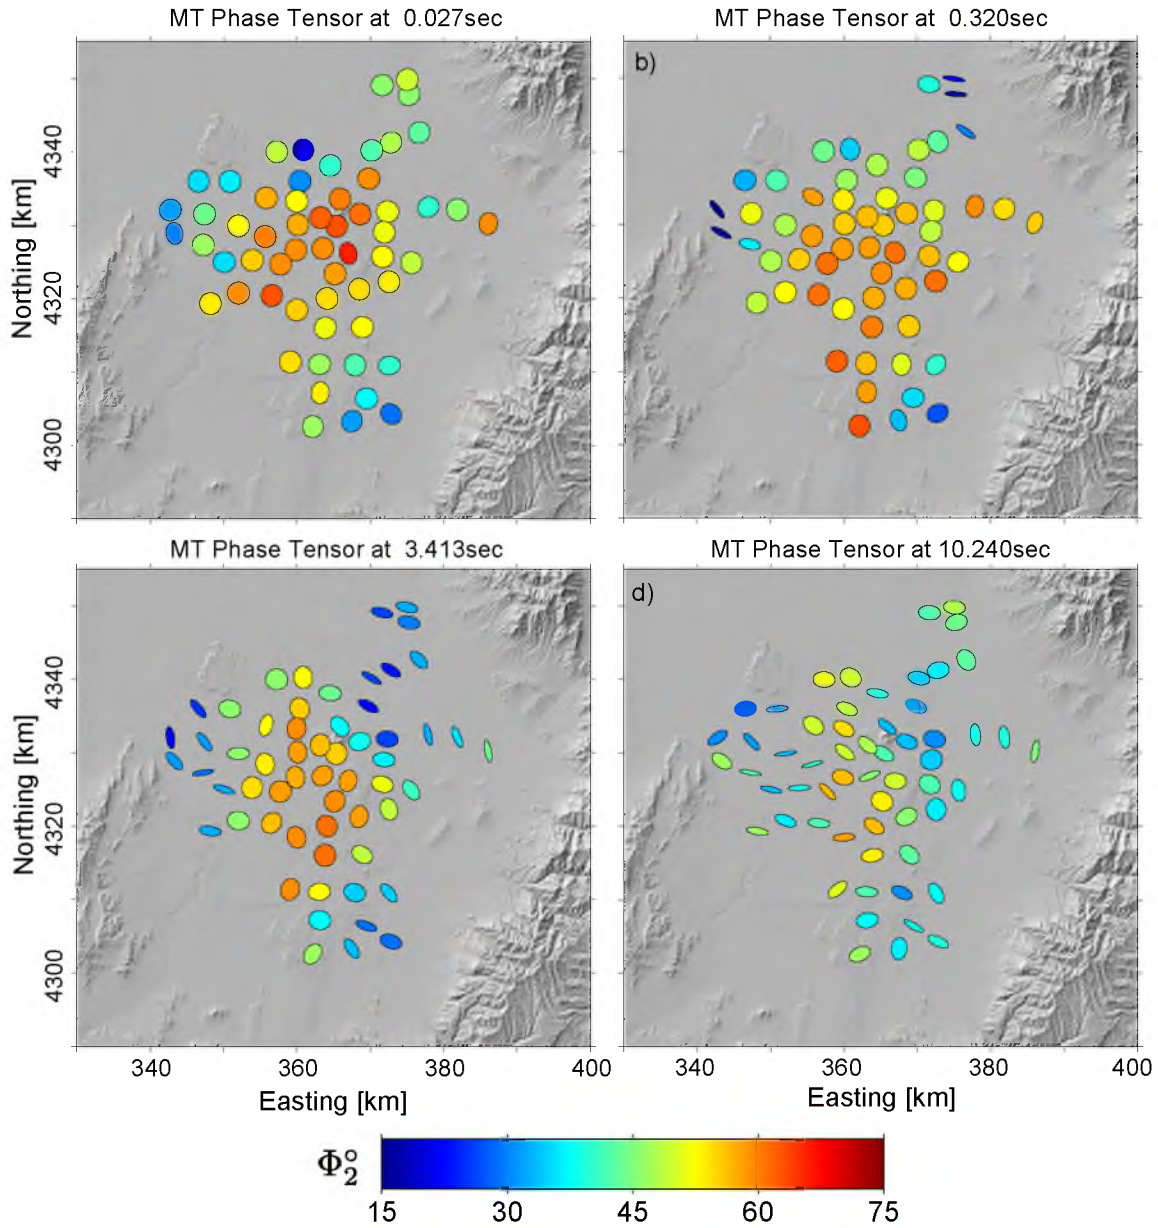 MT Phase Tensor at 0.027sec
MT Phase Tensor at 0.320sec
b)
Northing [km]
4340
4320
4300
MT Phase Tensor at 3.413sec
MT Phase Tensor at 10.240sec
d)
Northing [km]
4340
4320
4300
340 360 380 400
340 360 380 400
Easting [km]
Easting [km]
Φ₂°
15 30 45 60 75